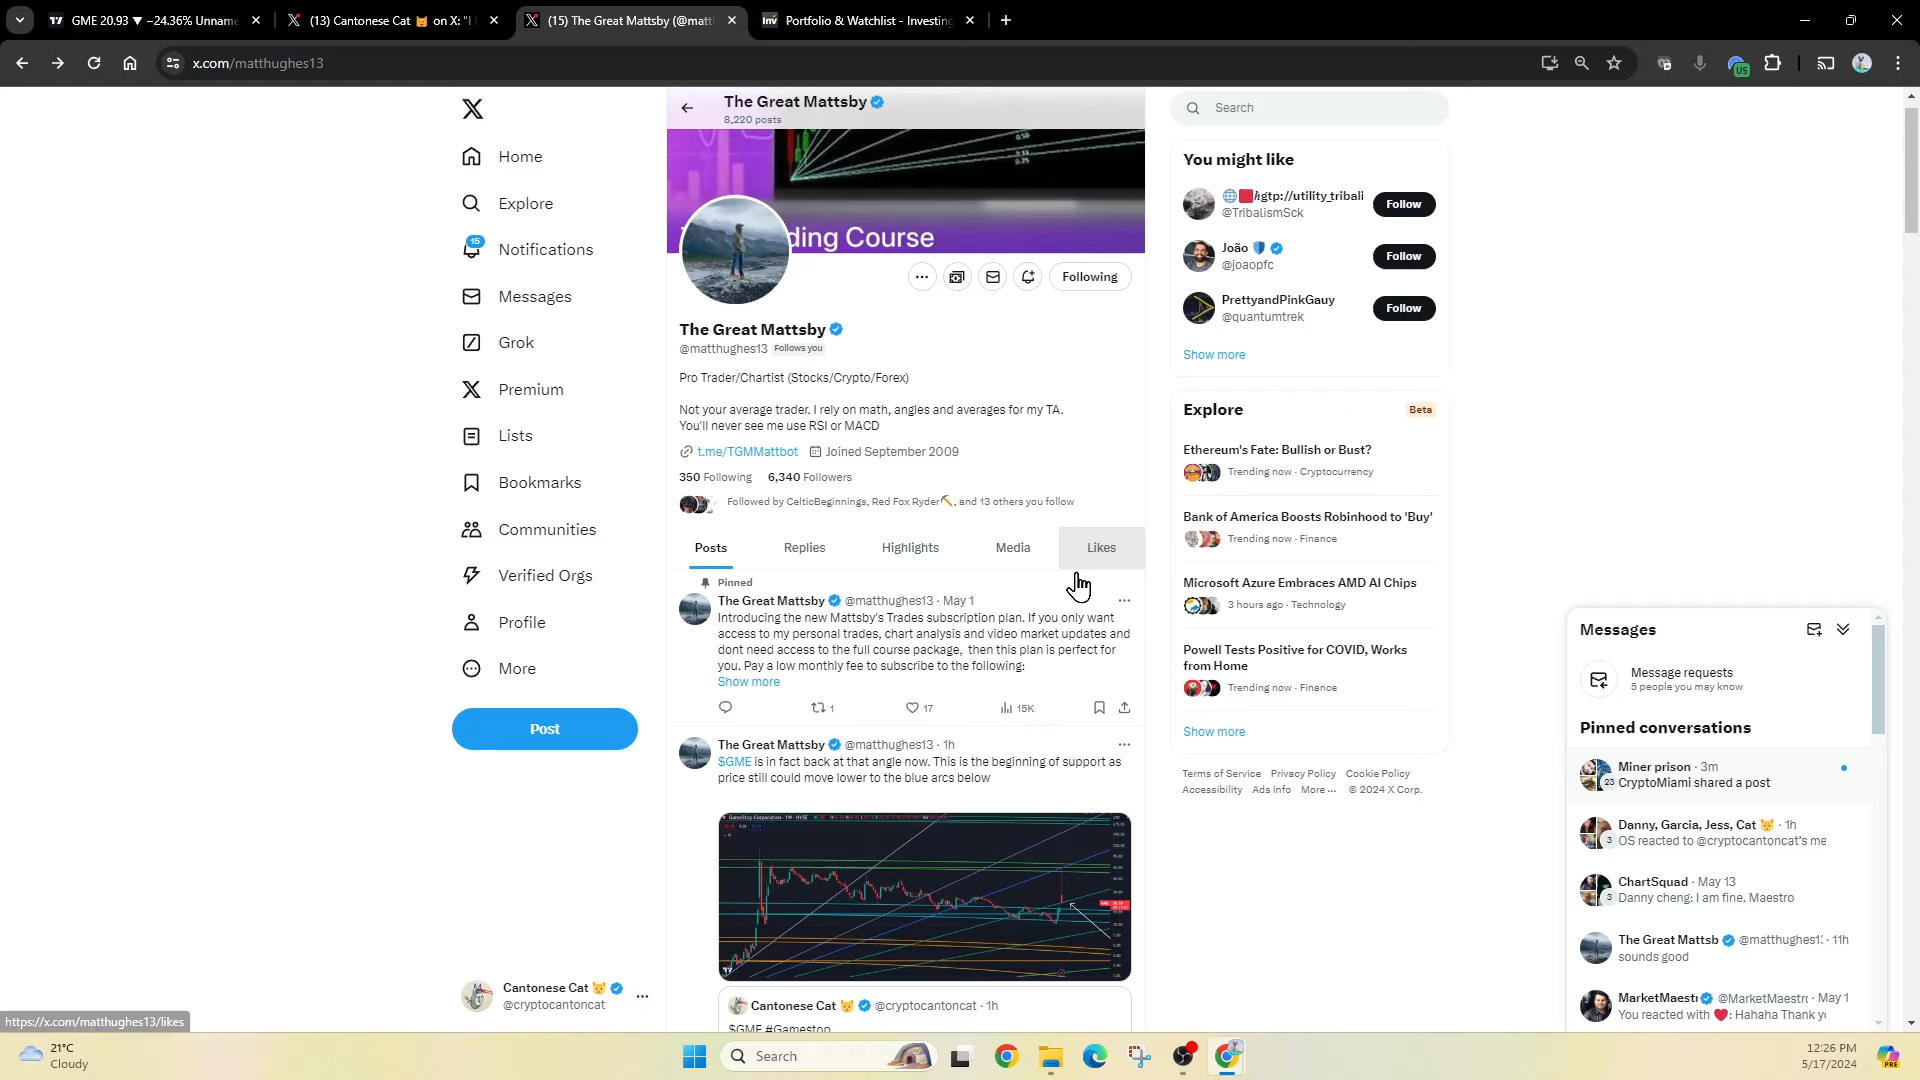 GME 20.93 ▼ −24.36% Unname
(13) Cantonese Cat 🐱 on X: "I
(15) The Great Mattsby (@matt
Inv Portfolio & Watchlist - Investing
x.com/matthughes13
US
The Great Mattsby
8,220 posts
ding Course
Home
Explore
15
Notifications
Messages
Grok
Premium
Lists
Bookmarks
Communities
Verified Orgs
Profile
More
Post
Cantonese Cat 🐱
@cryptocantoncat
Following
The Great Mattsby
@matthughes13 Follows you
Pro Trader/Chartist (Stocks/Crypto/Forex)
Not your average trader. I rely on math, angles and averages for my TA.
You'll never see me use RSI or MACD
t.me/TGMMattbot Joined September 2009
350 Following 6,340 Followers
Followed by CelticBeginnings, Red Fox Ryder⛏, and 13 others you follow
Posts Replies Highlights Media Likes
Pinned
The Great Mattsby @matthughes13 · May 1
Introducing the new Mattsby's Trades subscription plan. If you only want
access to my personal trades, chart analysis and video market updates and
dont need access to the full course package, then this plan is perfect for
you. Pay a low monthly fee to subscribe to the following:
Show more
1 17 15K
The Great Mattsby @matthughes13 · 1h
$GME is in fact back at that angle now. This is the beginning of support as
price still could move lower to the blue arcs below
GameStop Corporation · 1W · NYSE
Cantonese Cat 🐱 @cryptocantoncat · 1h
$GME #Gamestop
Search
You might like
🌐🟥/gtp://utility_tribali
@TribalismSck
Follow
João 🛡
@joaopfc
Follow
PrettyandPinkGauy
@quantumtrek
Follow
Show more
Explore Beta
Ethereum's Fate: Bullish or Bust?
Trending now · Cryptocurrency
Bank of America Boosts Robinhood to 'Buy'
Trending now · Finance
Microsoft Azure Embraces AMD AI Chips
3 hours ago · Technology
Powell Tests Positive for COVID, Works
from Home
Trending now · Finance
Show more
Terms of Service Privacy Policy Cookie Policy
Accessibility Ads info More ··· © 2024 X Corp.
Messages
Message requests
5 people you may know
Pinned conversations
Miner prison · 3m
23 CryptoMiami shared a post
Danny, Garcia, Jess, Cat 🐱 · 1h
3 OS reacted to @cryptocantoncat's me
ChartSquad · May 13
3 Danny cheng: I am fine. Maestro
The Great Mattsb @matthughes1: · 11h
sounds good
MarketMaestr @MarketMaestr · May 1
You reacted with ❤: Hahaha Thank y
https://x.com/matthughes13/likes
21°C
Cloudy
Search
12:26 PM
5/17/2024
PRE